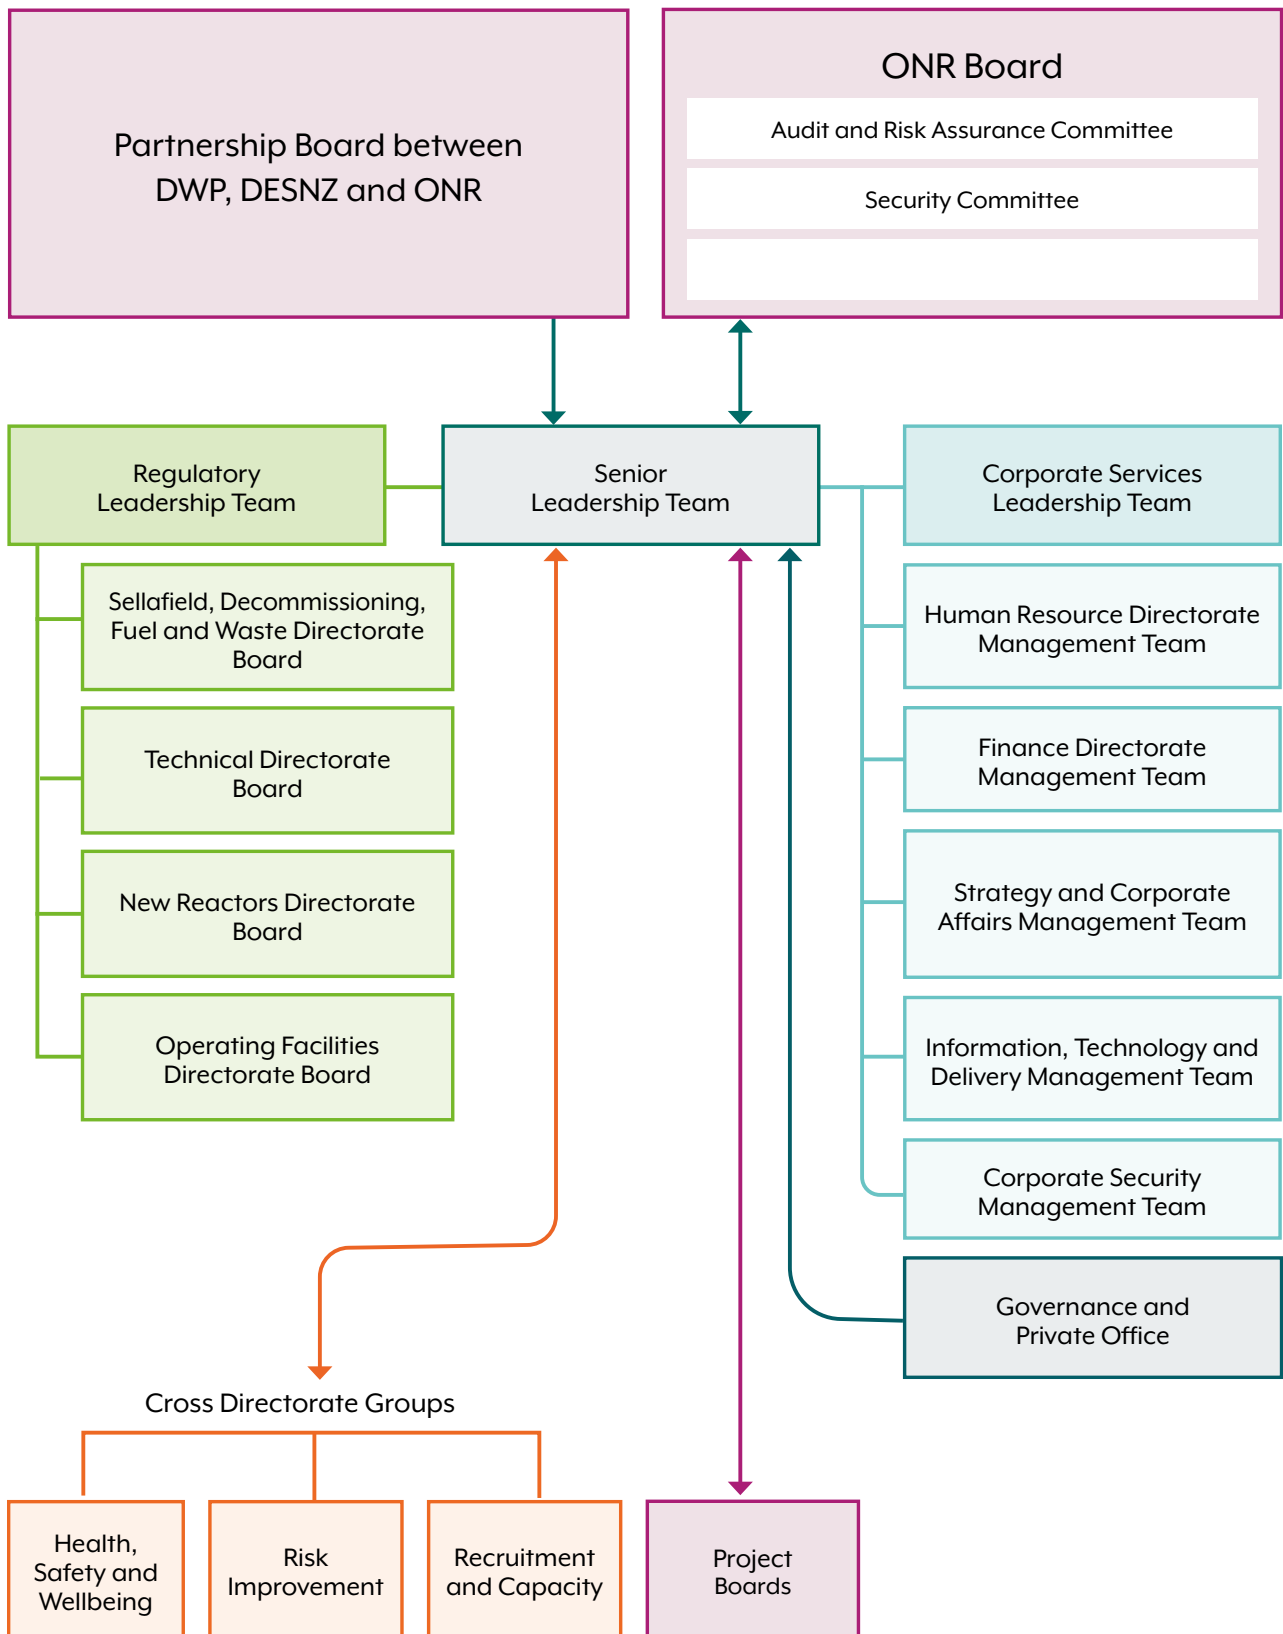 Partnership Board between
DWP, DESNZ and ONR
ONR Board
Audit and Risk Assurance Committee
Security Committee
Regulatory
Leadership Team
Senior
Leadership Team
Corporate Services
Leadership Team
Sellafield, Decommissioning,
Fuel and Waste Directorate
Board
Technical Directorate
Board
New Reactors Directorate
Board
Operating Facilities
Directorate Board
Human Resource Directorate
Management Team
Finance Directorate
Management Team
Strategy and Corporate
Affairs Management Team
Information, Technology and
Delivery Management Team
Corporate Security
Management Team
Governance and
Private Office
Cross Directorate Groups
Health,
Safety and
Wellbeing
Risk
Improvement
Recruitment
and Capacity
Project
Boards